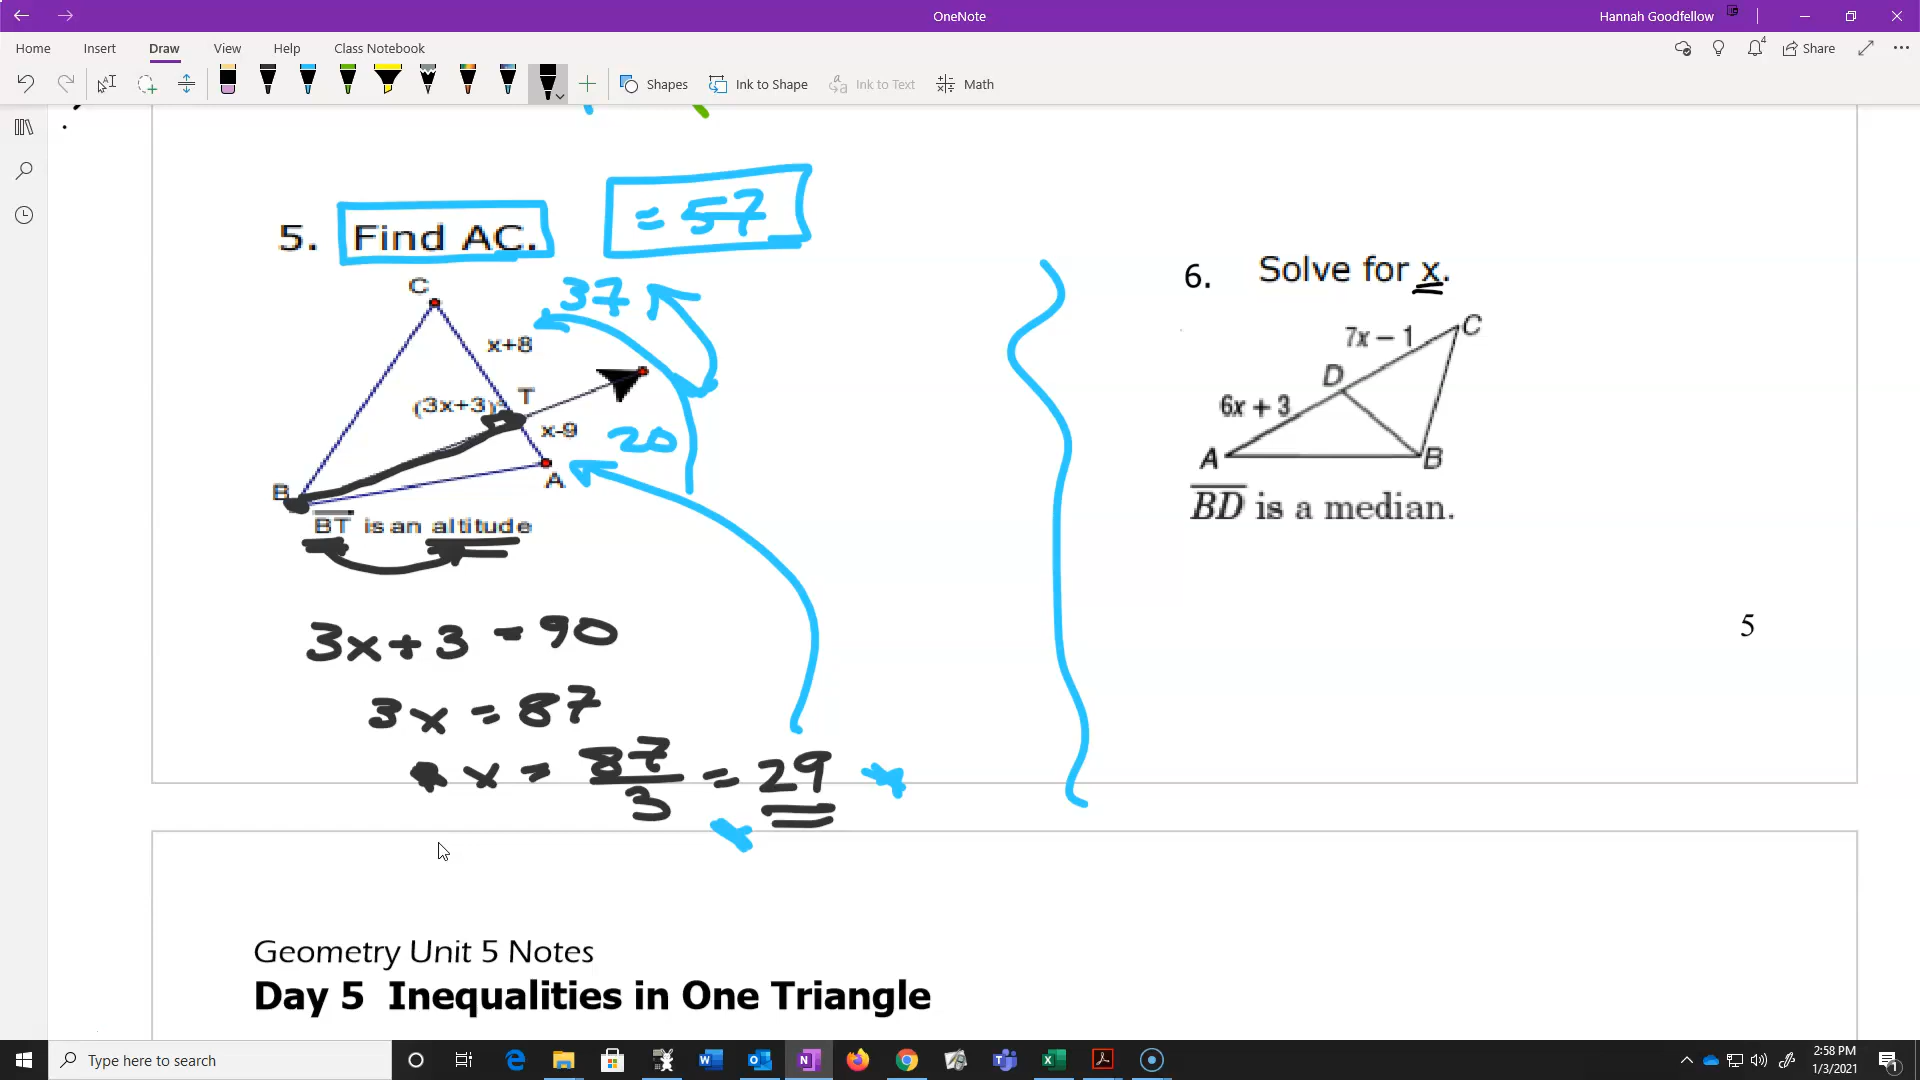 OneNote
Hannah Goodfellow
Home Insert Draw View Help Class Notebook
4 Share
Shapes Ink to Shape Ink to Text Math
5. Find AC. = 57
C
37
x+8
(3x+3)° T
x-9 20
A
B
BT is an altitude
3x+3 = 90
3x = 87
x = 87/3 = 29
6. Solve for x.
7x − 1 C
D
6x + 3
A B
BD is a median.
5
Geometry Unit 5 Notes
Day 5 Inequalities in One Triangle
Type here to search
2:58 PM
1/3/2021
1